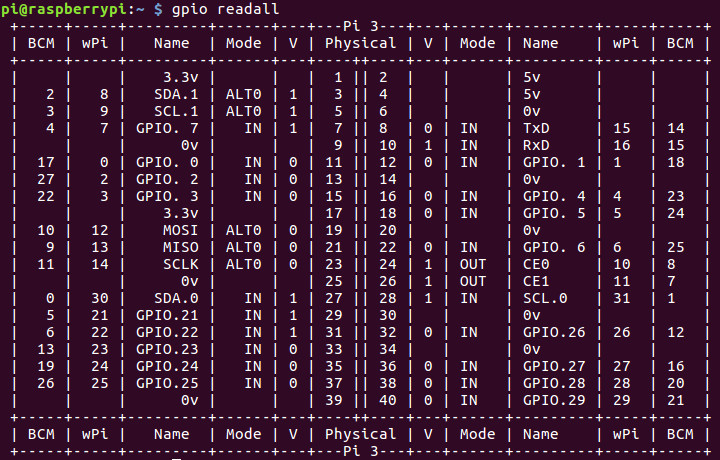 pi@raspberrypi:~ $ gpio readall
 +-----+-----+---------+------+---+---Pi 3---+---+------+---------+-----+-----+
 | BCM | wPi |   Name  | Mode | V | Physical | V | Mode | Name    | wPi | BCM |
 +-----+-----+---------+------+---+----++----+---+------+---------+-----+-----+
 |     |     |    3.3v |      |   |  1 || 2  |   |      | 5v      |     |     |
 |   2 |   8 |   SDA.1 | ALT0 | 1 |  3 || 4  |   |      | 5v      |     |     |
 |   3 |   9 |   SCL.1 | ALT0 | 1 |  5 || 6  |   |      | 0v      |     |     |
 |   4 |   7 | GPIO. 7 |   IN | 1 |  7 || 8  | 0 | IN   | TxD     | 15  | 14  |
 |     |     |      0v |      |   |  9 || 10 | 1 | IN   | RxD     | 16  | 15  |
 |  17 |   0 | GPIO. 0 |   IN | 0 | 11 || 12 | 0 | IN   | GPIO. 1 | 1   | 18  |
 |  27 |   2 | GPIO. 2 |   IN | 0 | 13 || 14 |   |      | 0v      |     |     |
 |  22 |   3 | GPIO. 3 |   IN | 0 | 15 || 16 | 0 | IN   | GPIO. 4 | 4   | 23  |
 |     |     |    3.3v |      |   | 17 || 18 | 0 | IN   | GPIO. 5 | 5   | 24  |
 |  10 |  12 |    MOSI | ALT0 | 0 | 19 || 20 |   |      | 0v      |     |     |
 |   9 |  13 |    MISO | ALT0 | 0 | 21 || 22 | 0 | IN   | GPIO. 6 | 6   | 25  |
 |  11 |  14 |    SCLK | ALT0 | 0 | 23 || 24 | 1 | OUT  | CE0     | 10  | 8   |
 |     |     |      0v |      |   | 25 || 26 | 1 | OUT  | CE1     | 11  | 7   |
 |   0 |  30 |   SDA.0 |   IN | 1 | 27 || 28 | 1 | IN   | SCL.0   | 31  | 1   |
 |   5 |  21 | GPIO.21 |   IN | 1 | 29 || 30 |   |      | 0v      |     |     |
 |   6 |  22 | GPIO.22 |   IN | 1 | 31 || 32 | 0 | IN   | GPIO.26 | 26  | 12  |
 |  13 |  23 | GPIO.23 |   IN | 0 | 33 || 34 |   |      | 0v      |     |     |
 |  19 |  24 | GPIO.24 |   IN | 0 | 35 || 36 | 0 | IN   | GPIO.27 | 27  | 16  |
 |  26 |  25 | GPIO.25 |   IN | 0 | 37 || 38 | 0 | IN   | GPIO.28 | 28  | 20  |
 |     |     |      0v |      |   | 39 || 40 | 0 | IN   | GPIO.29 | 29  | 21  |
 +-----+-----+---------+------+---+----++----+---+------+---------+-----+-----+
 | BCM | wPi |   Name  | Mode | V | Physical | V | Mode | Name    | wPi | BCM |
 +-----+-----+---------+------+---+---Pi 3---+---+------+---------+-----+-----+